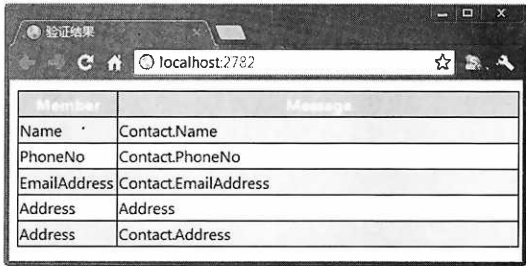 验证结果
localhost:2782
Member Message
Name Contact.Name
PhoneNo Contact.PhoneNo
EmailAddress Contact.EmailAddress
Address Address
Address Contact.Address